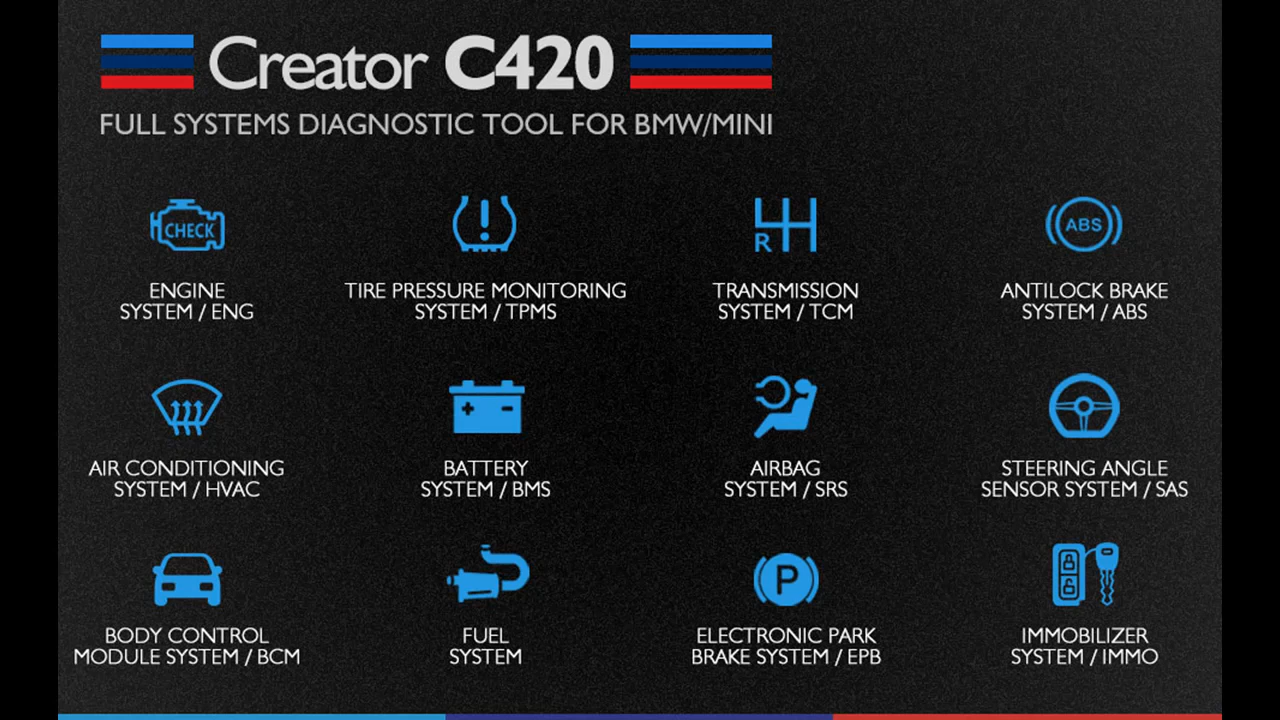 Creator C420
FULL SYSTEMS DIAGNOSTIC TOOL FOR BMW/MINI
CHECK
!
R
ABS
ENGINE
SYSTEM / ENG
TIRE PRESSURE MONITORING
SYSTEM / TPMS
TRANSMISSION
SYSTEM / TCM
ANTILOCK BRAKE
SYSTEM / ABS
AIR CONDITIONING
SYSTEM / HVAC
BATTERY
SYSTEM / BMS
AIRBAG
SYSTEM / SRS
STEERING ANGLE
SENSOR SYSTEM / SAS
P
BODY CONTROL
MODULE SYSTEM / BCM
FUEL
SYSTEM
ELECTRONIC PARK
BRAKE SYSTEM / EPB
IMMOBILIZER
SYSTEM / IMMO